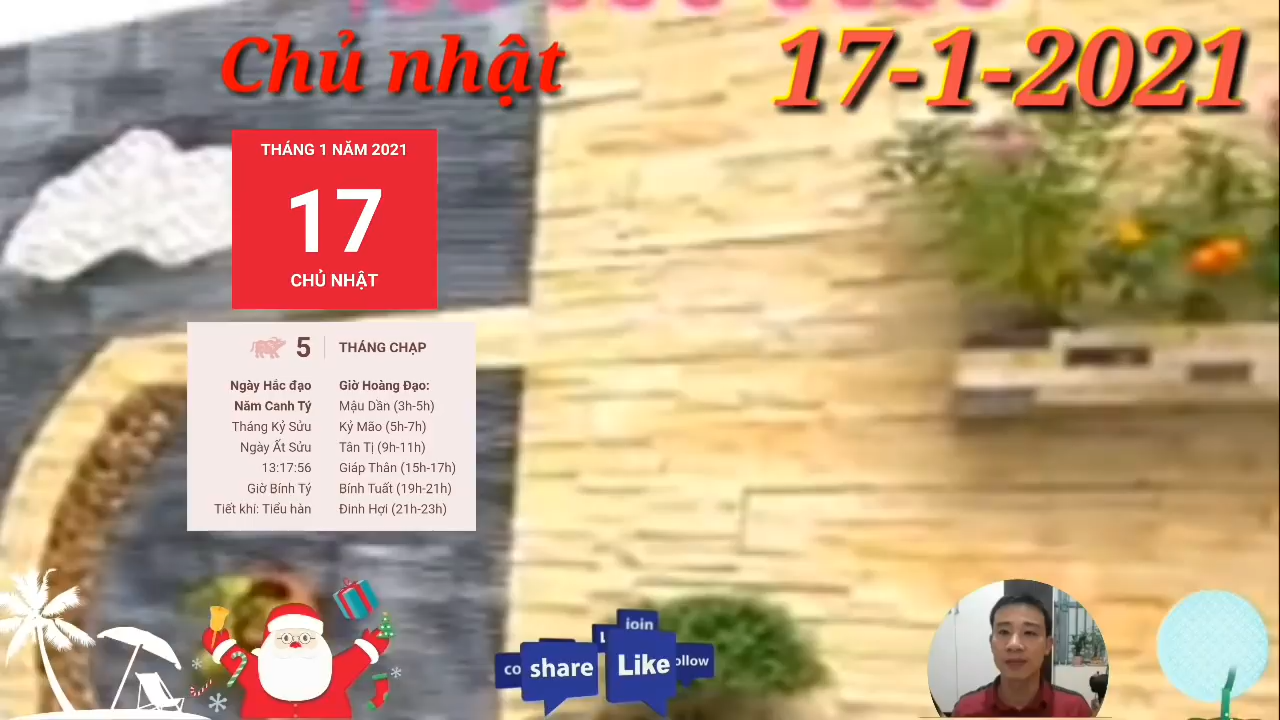 Chủ nhật
17-1-2021
THÁNG 1 NĂM 2021
17
CHỦ NHẬT
5
THÁNG CHẠP
Ngày Hắc đạo
Năm Canh Tý
Tháng Kỷ Sửu
Ngày Ất Sửu
13:17:56
Giờ Bính Tý
Tiết khí: Tiểu hàn
Giờ Hoàng Đạo:
Mậu Dần (3h-5h)
Kỷ Mão (5h-7h)
Tân Tị (9h-11h)
Giáp Thân (15h-17h)
Bính Tuất (19h-21h)
Đinh Hợi (21h-23h)
join
co
share
Like
ollow